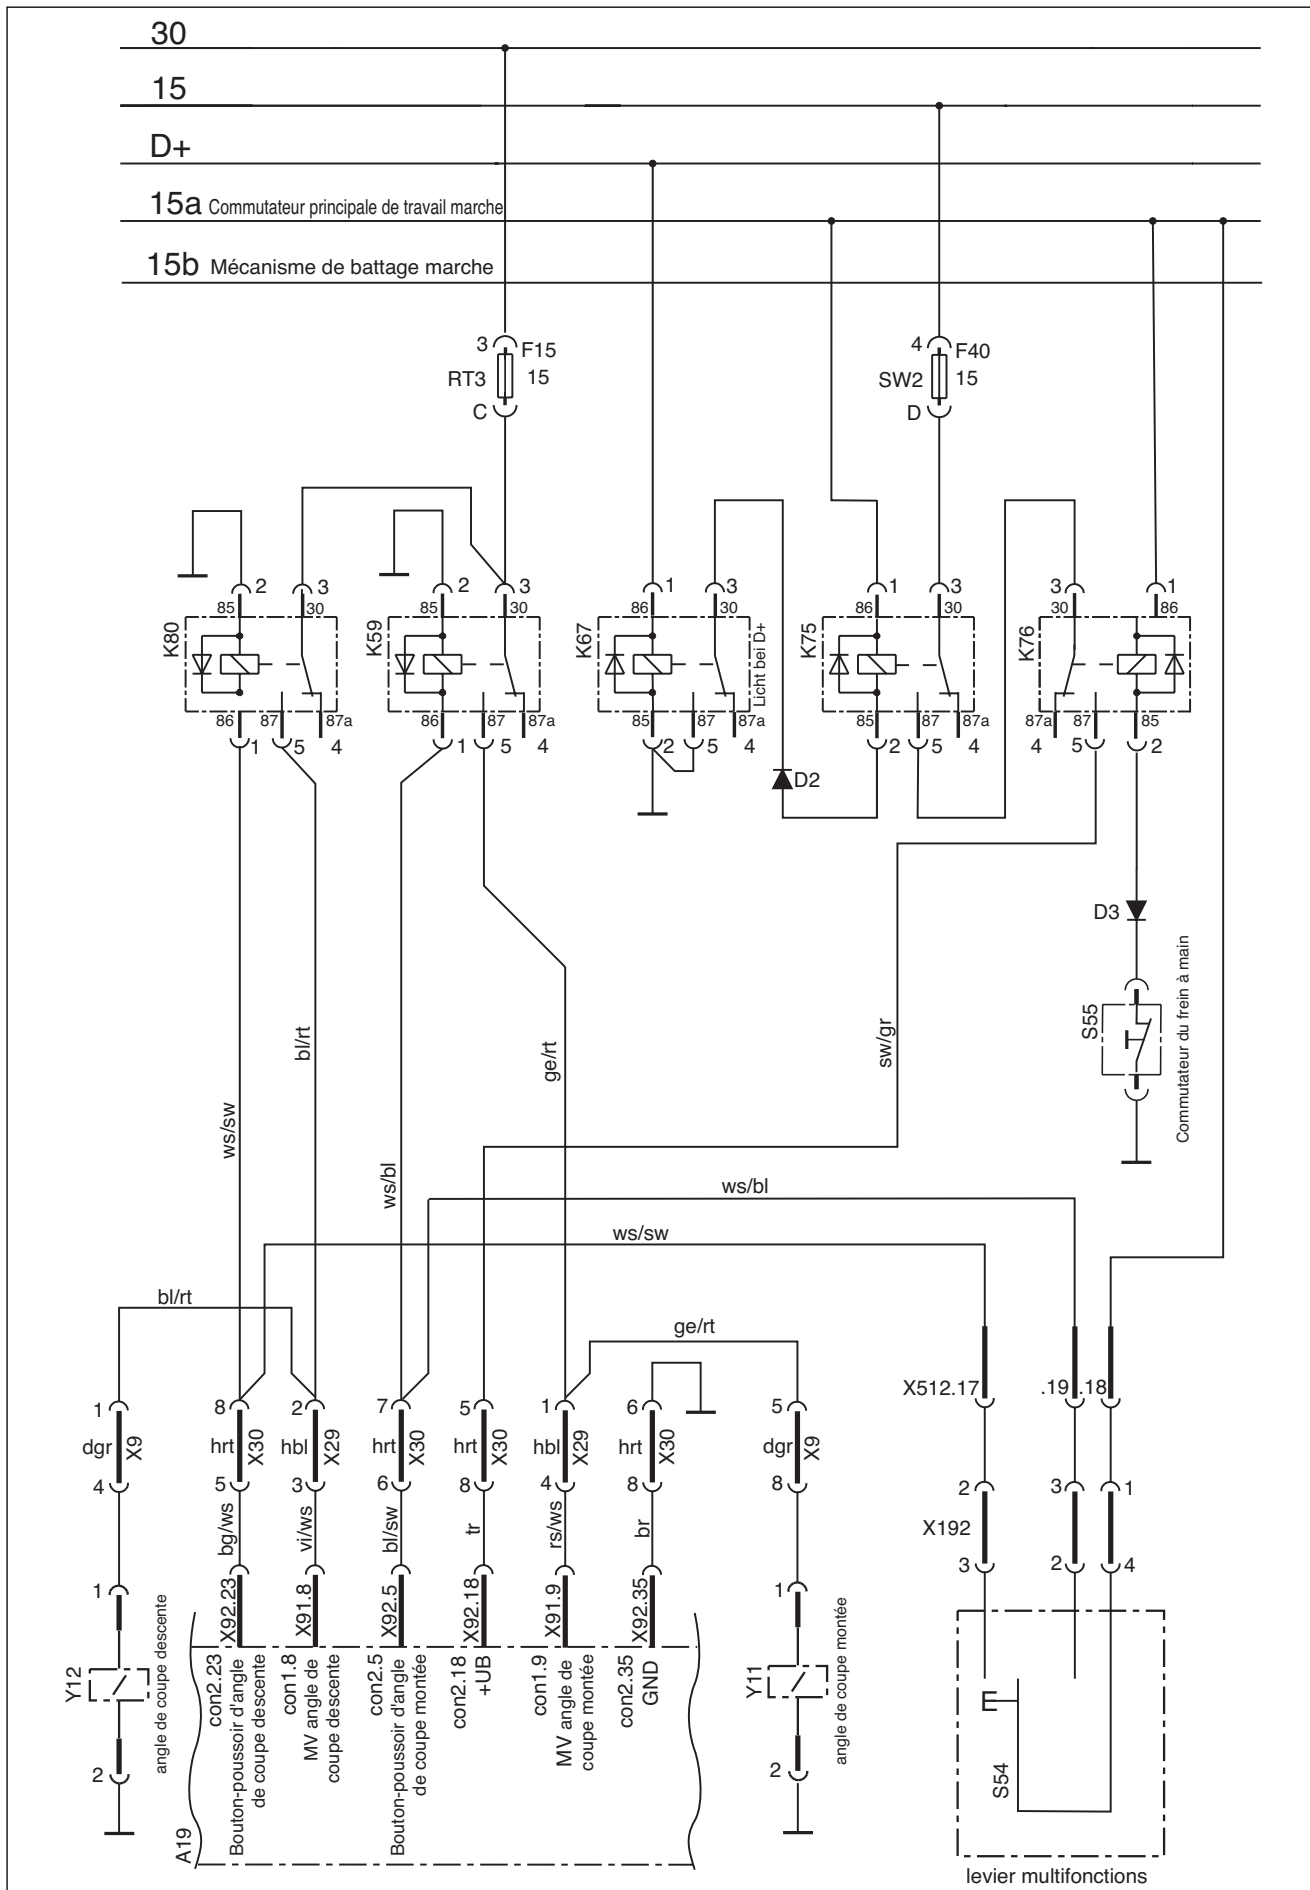 30
15
D+
15a Commutateur principale de travail marche
15b Mécanisme de battage marche
3 F15
RT3 15
C
4 F40
SW2 15
D
2 3 2 3 1 3 1 3 3 1
85 30 85 30 86 30 86 30 30 86
K80 K59 K67 Licht bei D+ K75 K76
86 87 87a 86 87 87a 85 87 87a 85 87 87a 87a 87 85
1 5 4 1 5 4 2 5 4 2 5 4 4 5 2
D2
D3
S55
Commutateur du frein à main
bl/rt
ge/rt
sw/gr
ws/sw
ws/bl
ws/bl
ws/sw
bl/rt
ge/rt
X512.17 .19 .18
1 8 2 7 5 1 6 5
dgr X9 hrt X30 hbl X29 hrt X30 hrt X30 hbl X29 hrt X30 dgr X9
4 5 3 6 8 4 8 8
2 3 1
X192
3 2 4
bg/ws vi/ws bl/sw tr rs/ws br
1 X92.23 X91.8 X92.5 X92.18 X91.9 X92.35 1
Y12
angle de coupe descente
2
con2.23
Bouton-poussoir d'angle
de coupe descente
con1.8
MV angle de
coupe descente
con2.5
Bouton-poussoir d'angle
de coupe montée
con2.18
+UB
con1.9
MV angle de
coupe montée
con2.35
GND
Y11
angle de coupe montée
2
A19
E
S54
levier multifonctions